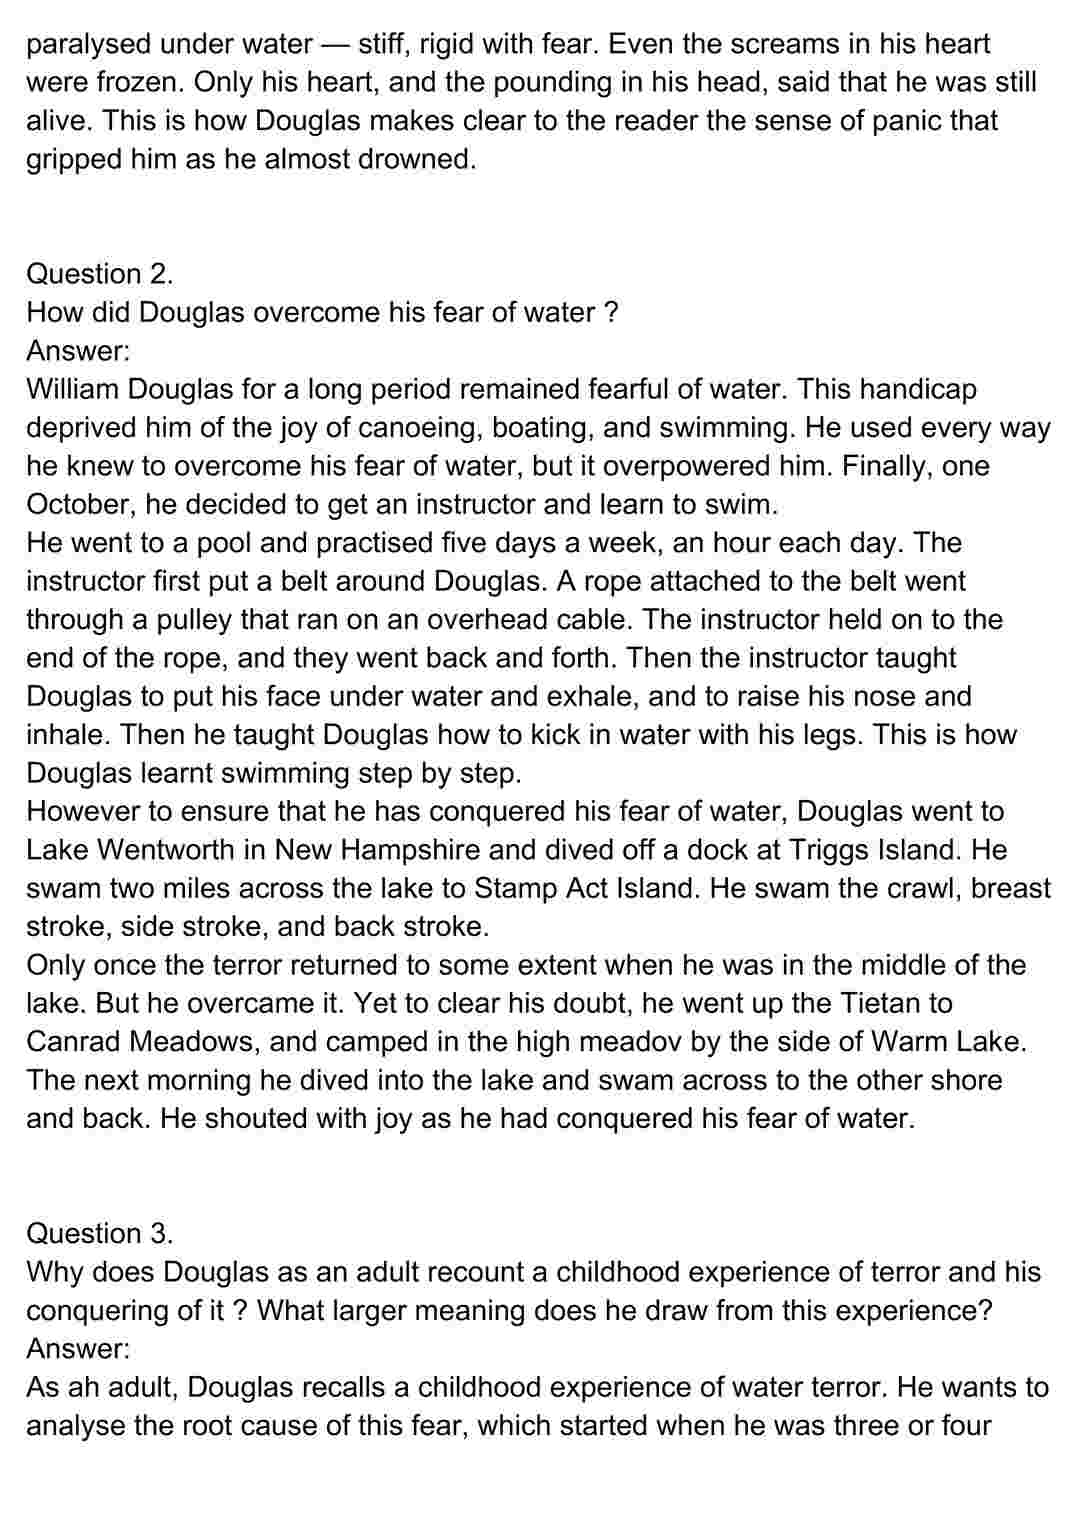 paralysed under water — stiff, rigid with fear. Even the screams in his heart
were frozen. Only his heart, and the pounding in his head, said that he was still
alive. This is how Douglas makes clear to the reader the sense of panic that
gripped him as he almost drowned.
Question 2.
How did Douglas overcome his fear of water ?
Answer:
William Douglas for a long period remained fearful of water. This handicap
deprived him of the joy of canoeing, boating, and swimming. He used every way
he knew to overcome his fear of water, but it overpowered him. Finally, one
October, he decided to get an instructor and learn to swim.
He went to a pool and practised five days a week, an hour each day. The
instructor first put a belt around Douglas. A rope attached to the belt went
through a pulley that ran on an overhead cable. The instructor held on to the
end of the rope, and they went back and forth. Then the instructor taught
Douglas to put his face under water and exhale, and to raise his nose and
inhale. Then he taught Douglas how to kick in water with his legs. This is how
Douglas learnt swimming step by step.
However to ensure that he has conquered his fear of water, Douglas went to
Lake Wentworth in New Hampshire and dived off a dock at Triggs Island. He
swam two miles across the lake to Stamp Act Island. He swam the crawl, breast
stroke, side stroke, and back stroke.
Only once the terror returned to some extent when he was in the middle of the
lake. But he overcame it. Yet to clear his doubt, he went up the Tietan to
Canrad Meadows, and camped in the high meadov by the side of Warm Lake.
The next morning he dived into the lake and swam across to the other shore
and back. He shouted with joy as he had conquered his fear of water.
Question 3.
Why does Douglas as an adult recount a childhood experience of terror and his
conquering of it ? What larger meaning does he draw from this experience?
Answer:
As ah adult, Douglas recalls a childhood experience of water terror. He wants to
analyse the root cause of this fear, which started when he was three or four